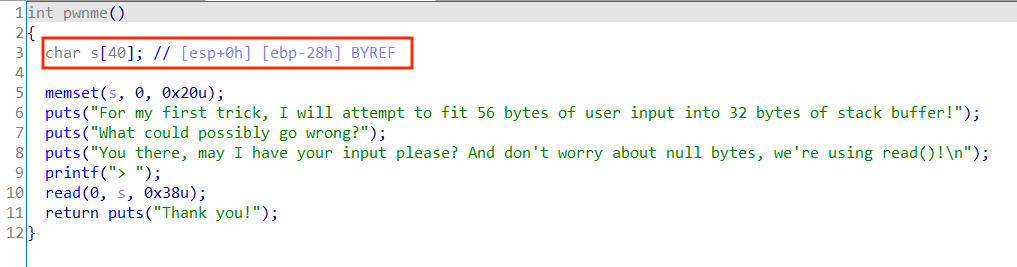 1 int pwnme()
2 {
3   char s[40]; // [esp+0h] [ebp-28h] BYREF
4
5   memset(s, 0, 0x20u);
6   puts("For my first trick, I will attempt to fit 56 bytes of user input into 32 bytes of stack buffer!");
7   puts("What could possibly go wrong?");
8   puts("You there, may I have your input please? And don't worry about null bytes, we're using read()!\n");
9   printf("> ");
10   read(0, s, 0x38u);
11   return puts("Thank you!");
12 }